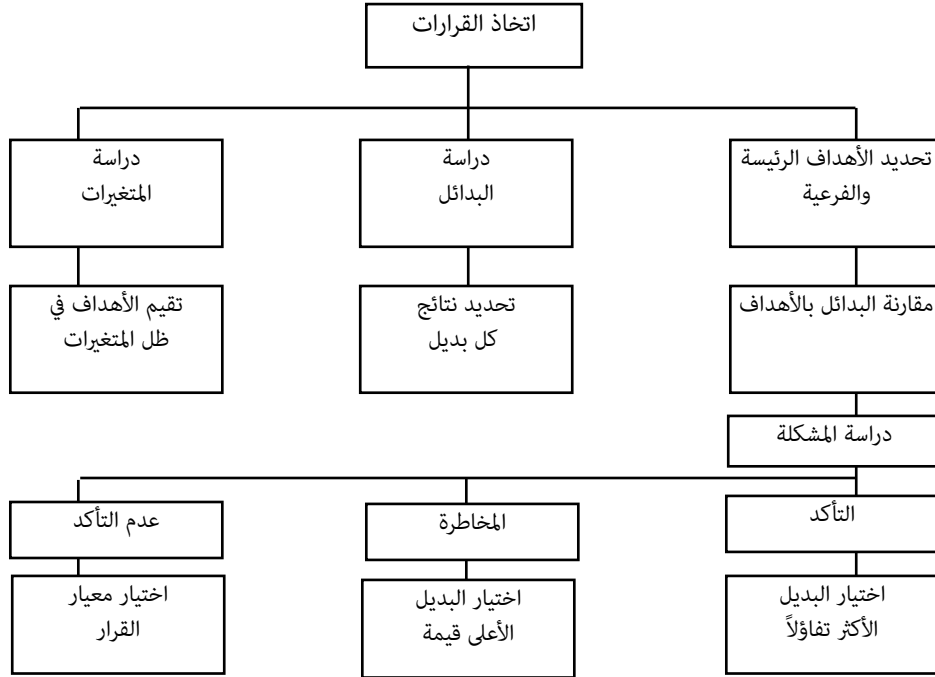 اتخاذ القرارات
تحديد الأهداف الرئيسة
والفرعية
دراسة
البدائل
دراسة
المتغيرات
مقارنة البدائل بالأهداف
تحديد نتائج
كل بديل
تقيم الأهداف في
ظل المتغيرات
دراسة المشكلة
التأكد
المخاطرة
عدم التأكد
اختيار البديل
الأكثر تفاؤلاً
اختيار البديل
الأعلى قيمة
اختيار معيار
القرار